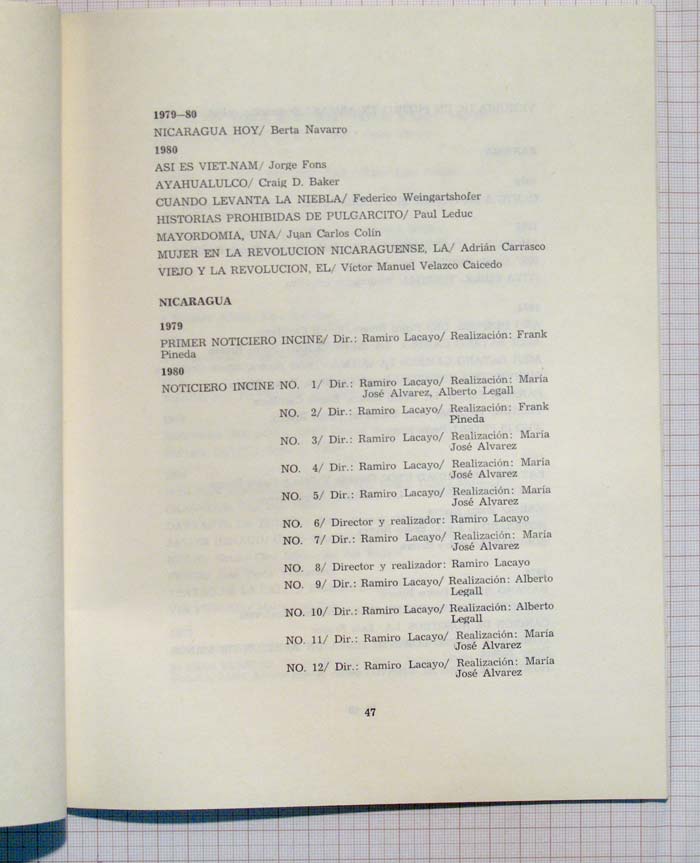 1979—80
NICARAGUA HOY/ Berta Navarro
1980
ASI ES VIET-NAM/ Jorge Fons
AYAHUALULCO/ Craig D. Baker
CUANDO LEVANTA LA NIEBLA/ Federico Weingartshofer
HISTORIAS PROHIBIDAS DE PULGARCITO/ Paul Leduc
MAYORDOMIA, UNA/ Juan Carlos Colín
MUJER EN LA REVOLUCION NICARAGUENSE, LA/ Adrián Carrasco
VIEJO Y LA REVOLUCION, EL/ Víctor Manuel Velazco Caicedo
NICARAGUA
1979
PRIMER NOTICIERO INCINE/ Dir.: Ramiro Lacayo/ Realización: Frank
Pineda
1980
NOTICIERO INCINE NO. 1/ Dir.: Ramiro Lacayo/ Realización: María
José Alvarez, Alberto Legall
NO. 2/ Dir.: Ramiro Lacayo/ Realización: Frank
Pineda
NO. 3/ Dir.: Ramiro Lacayo/ Realización: María
José Alvarez
NO. 4/ Dir.: Ramiro Lacayo/ Realización: María
José Alvarez
NO. 5/ Dir.: Ramiro Lacayo/ Realización: María
José Alvarez
NO. 6/ Director y realizador: Ramiro Lacayo
NO. 7/ Dir.: Ramiro Lacayo/ Realización: María
José Alvarez
NO. 8/ Director y realizador: Ramiro Lacayo
NO. 9/ Dir.: Ramiro Lacayo/ Realización: Alberto
Legall
NO. 10/ Dir.: Ramiro Lacayo/ Realización: Alberto
Legall
NO. 11/ Dir.: Ramiro Lacayo/ Realización: María
José Alvarez
NO. 12/ Dir.: Ramiro Lacayo/ Realización: María
José Alvarez
47